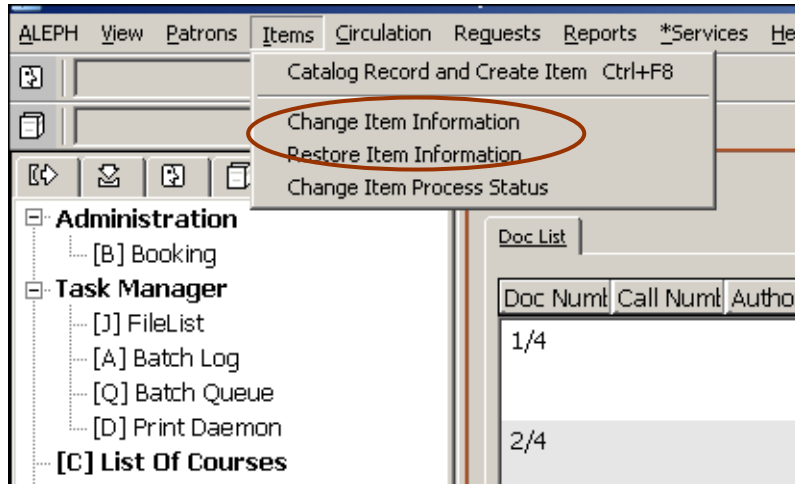 ALEPH View Patrons Items Circulation Requests Reports *Services He
Catalog Record and Create Item Ctrl+F8
Change Item Information
Restore Item Information
Change Item Process Status
Administration
[B] Booking
Task Manager
[J] FileList
[A] Batch Log
[Q] Batch Queue
[D] Print Daemon
[C] List Of Courses
Doc List
Doc Numb Call Numb Autho
1/4
2/4